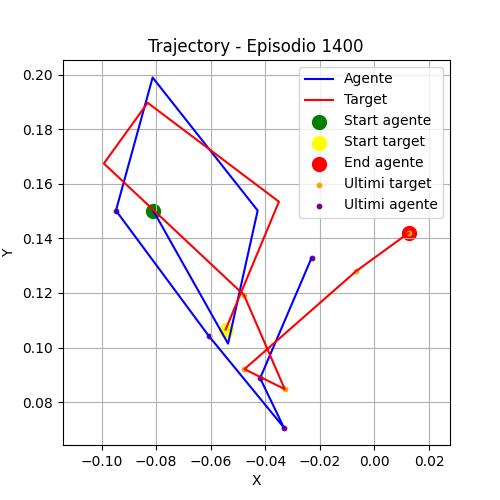 Trajectory - Episodio 1400
Agente
Target
Start agente
Start target
End agente
Ultimi target
Ultimi agente
0.20
0.18
0.16
0.14
0.12
0.10
0.08
Y
−0.10 −0.08 −0.06 −0.04 −0.02 0.00 0.02
X